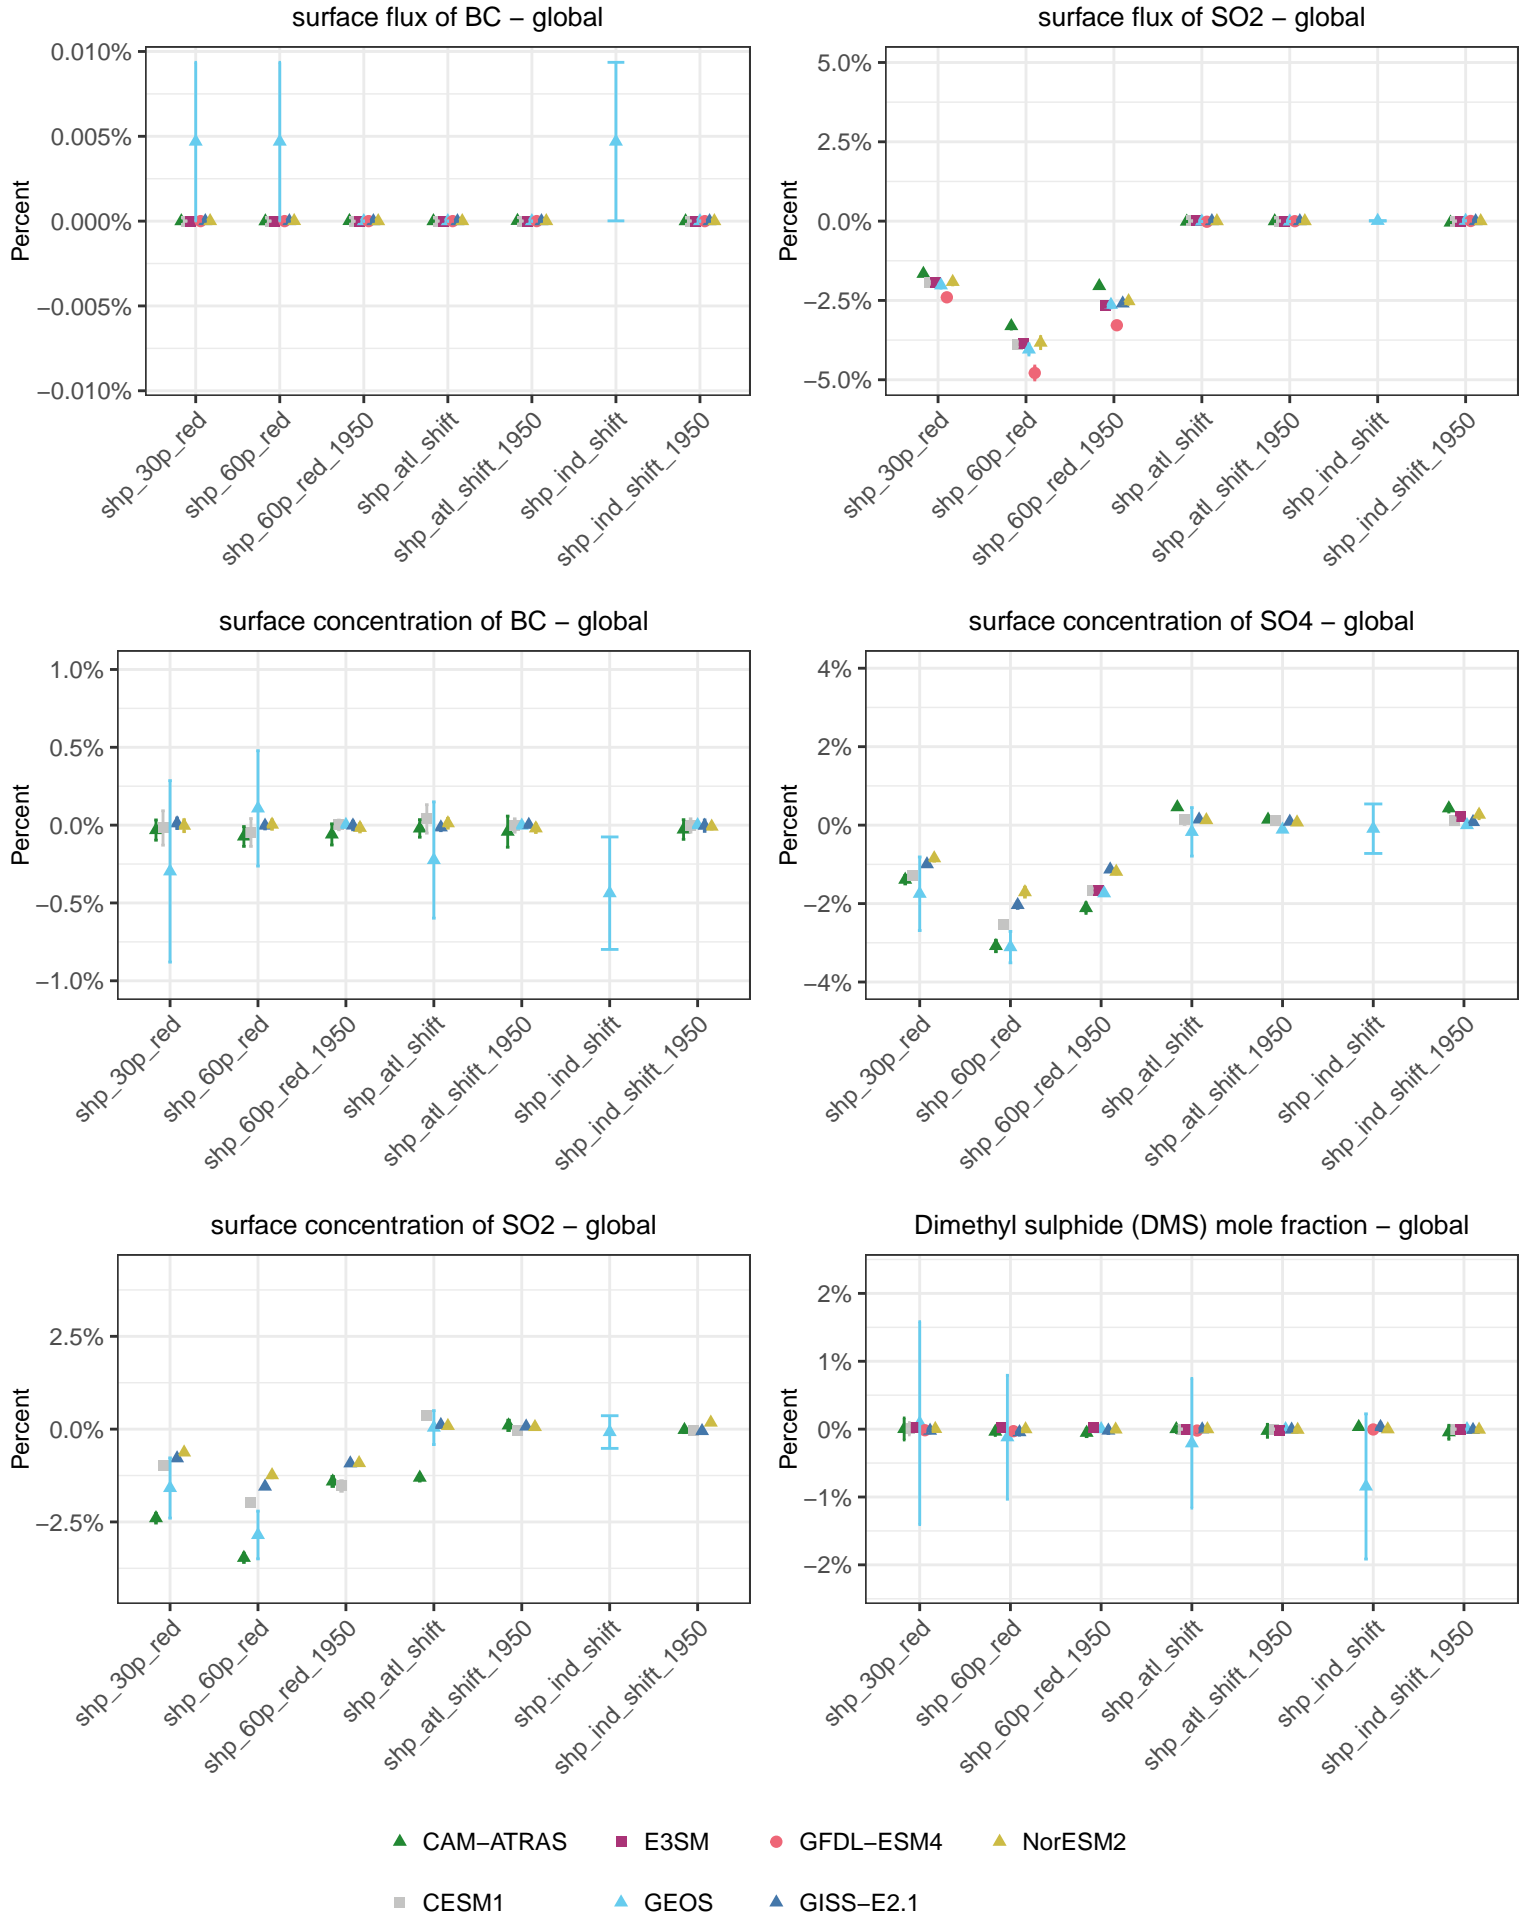 surface flux of BC – global
Percent
0.010%
0.005%
0.000%
−0.005%
−0.010%
shp_30p_red
shp_60p_red
shp_60p_red_1950
shp_atl_shift
shp_atl_shift_1950
shp_ind_shift
shp_ind_shift_1950
surface flux of SO2 – global
Percent
5.0%
2.5%
0.0%
−2.5%
−5.0%
shp_30p_red
shp_60p_red
shp_60p_red_1950
shp_atl_shift
shp_atl_shift_1950
shp_ind_shift
shp_ind_shift_1950
surface concentration of BC – global
Percent
1.0%
0.5%
0.0%
−0.5%
−1.0%
shp_30p_red
shp_60p_red
shp_60p_red_1950
shp_atl_shift
shp_atl_shift_1950
shp_ind_shift
shp_ind_shift_1950
surface concentration of SO4 – global
Percent
4%
2%
0%
−2%
−4%
shp_30p_red
shp_60p_red
shp_60p_red_1950
shp_atl_shift
shp_atl_shift_1950
shp_ind_shift
shp_ind_shift_1950
surface concentration of SO2 – global
Percent
2.5%
0.0%
−2.5%
shp_30p_red
shp_60p_red
shp_60p_red_1950
shp_atl_shift
shp_atl_shift_1950
shp_ind_shift
shp_ind_shift_1950
Dimethyl sulphide (DMS) mole fraction – global
Percent
2%
1%
0%
−1%
−2%
shp_30p_red
shp_60p_red
shp_60p_red_1950
shp_atl_shift
shp_atl_shift_1950
shp_ind_shift
shp_ind_shift_1950
CAM−ATRAS E3SM GFDL−ESM4 NorESM2
CESM1 GEOS GISS−E2.1